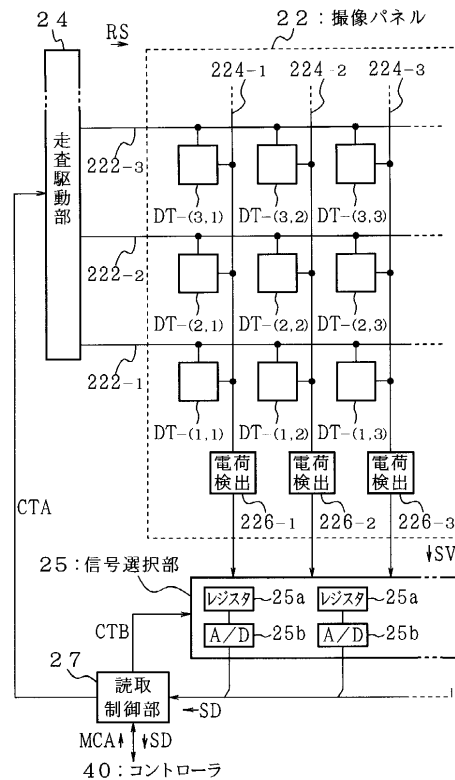 24
RS
22：撮像パネル
224-1 224-2 224-3
走査駆動部
222-3
DT-(3,1) DT-(3,2) DT-(3,3)
222-2
DT-(2,1) DT-(2,2) DT-(2,3)
222-1
DT-(1,1) DT-(1,2) DT-(1,3)
電荷検出 電荷検出 電荷検出
226-1 226-2 226-3
CTA
↓SV
25：信号選択部
レジスタ 25a レジスタ 25a
A/D 25b A/D 25b
CTB
27
読取制御部
←SD
MCA↑ ↓SD
40：コントローラ